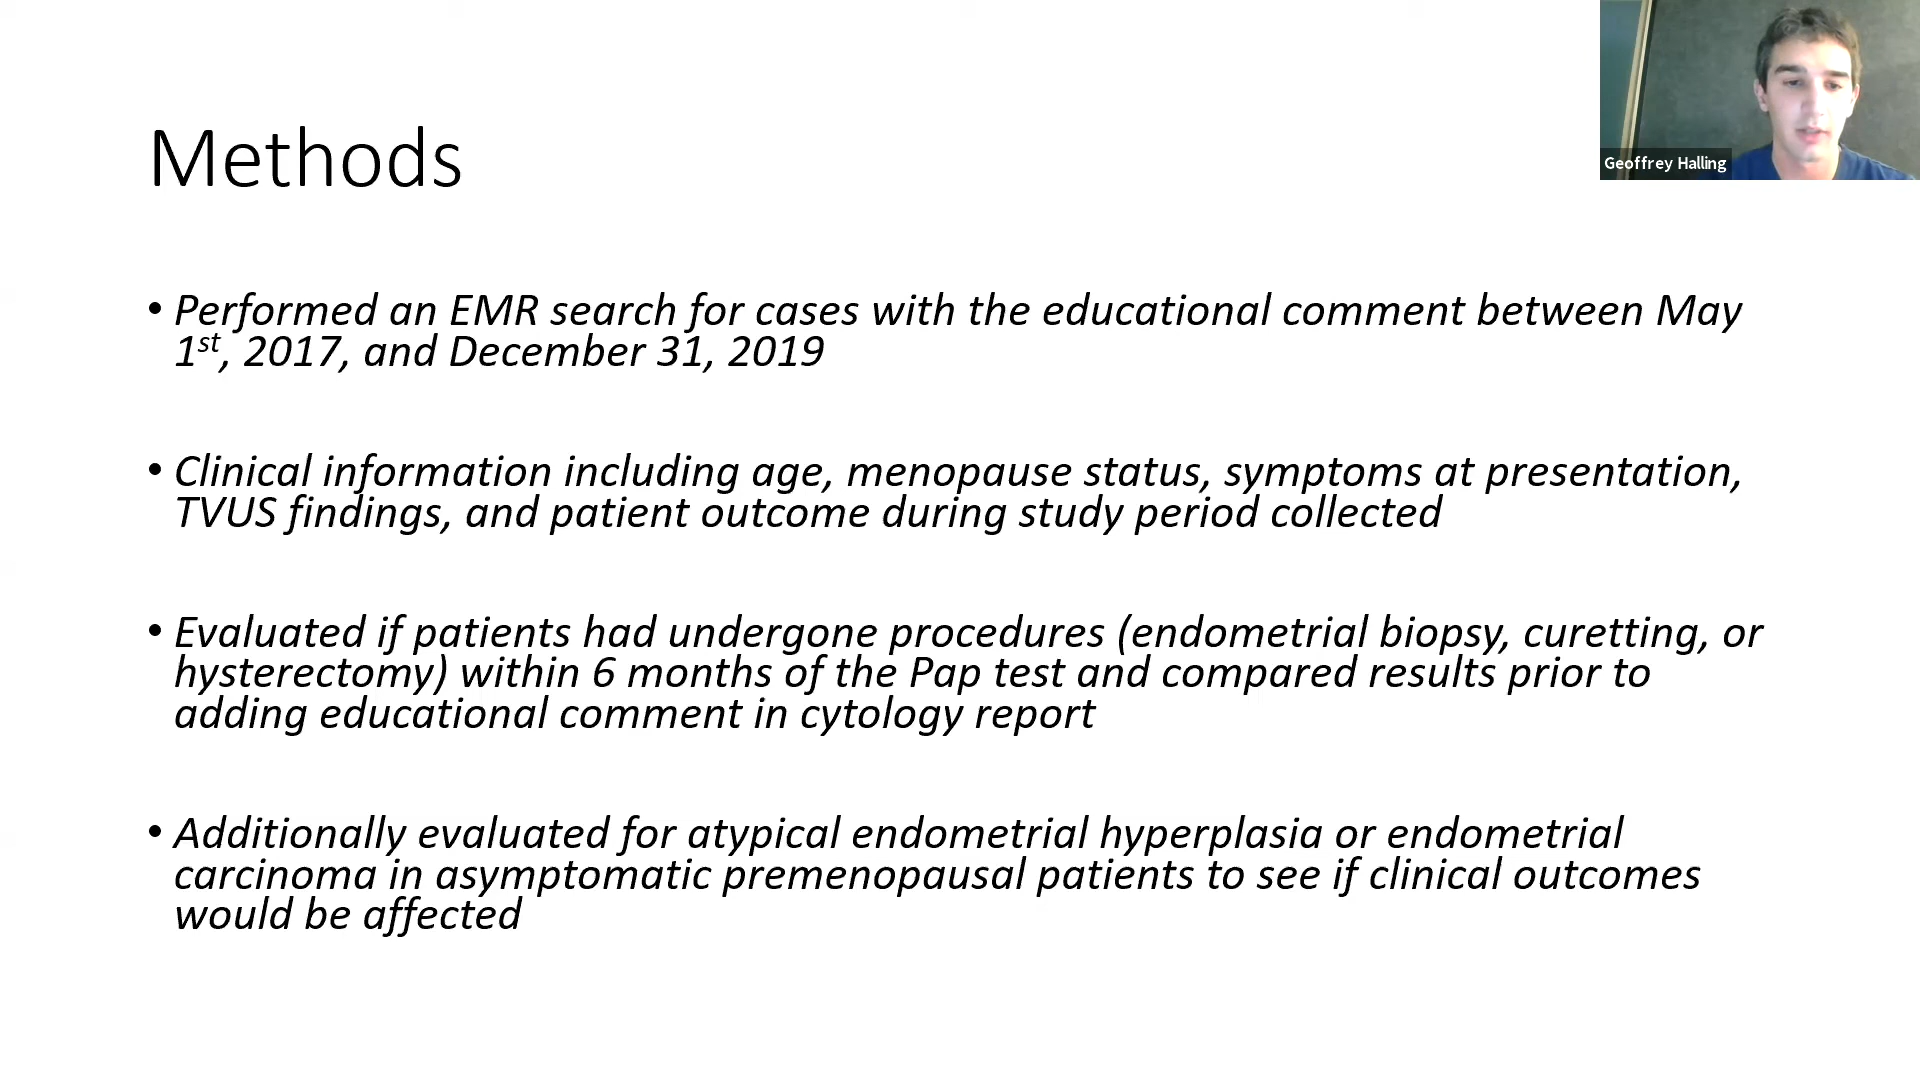 Geoffrey Halling
Methods
• Performed an EMR search for cases with the educational comment between May
1st, 2017, and December 31, 2019
• Clinical information including age, menopause status, symptoms at presentation,
TVUS findings, and patient outcome during study period collected
• Evaluated if patients had undergone procedures (endometrial biopsy, curetting, or
hysterectomy) within 6 months of the Pap test and compared results prior to
adding educational comment in cytology report
• Additionally evaluated for atypical endometrial hyperplasia or endometrial
carcinoma in asymptomatic premenopausal patients to see if clinical outcomes
would be affected